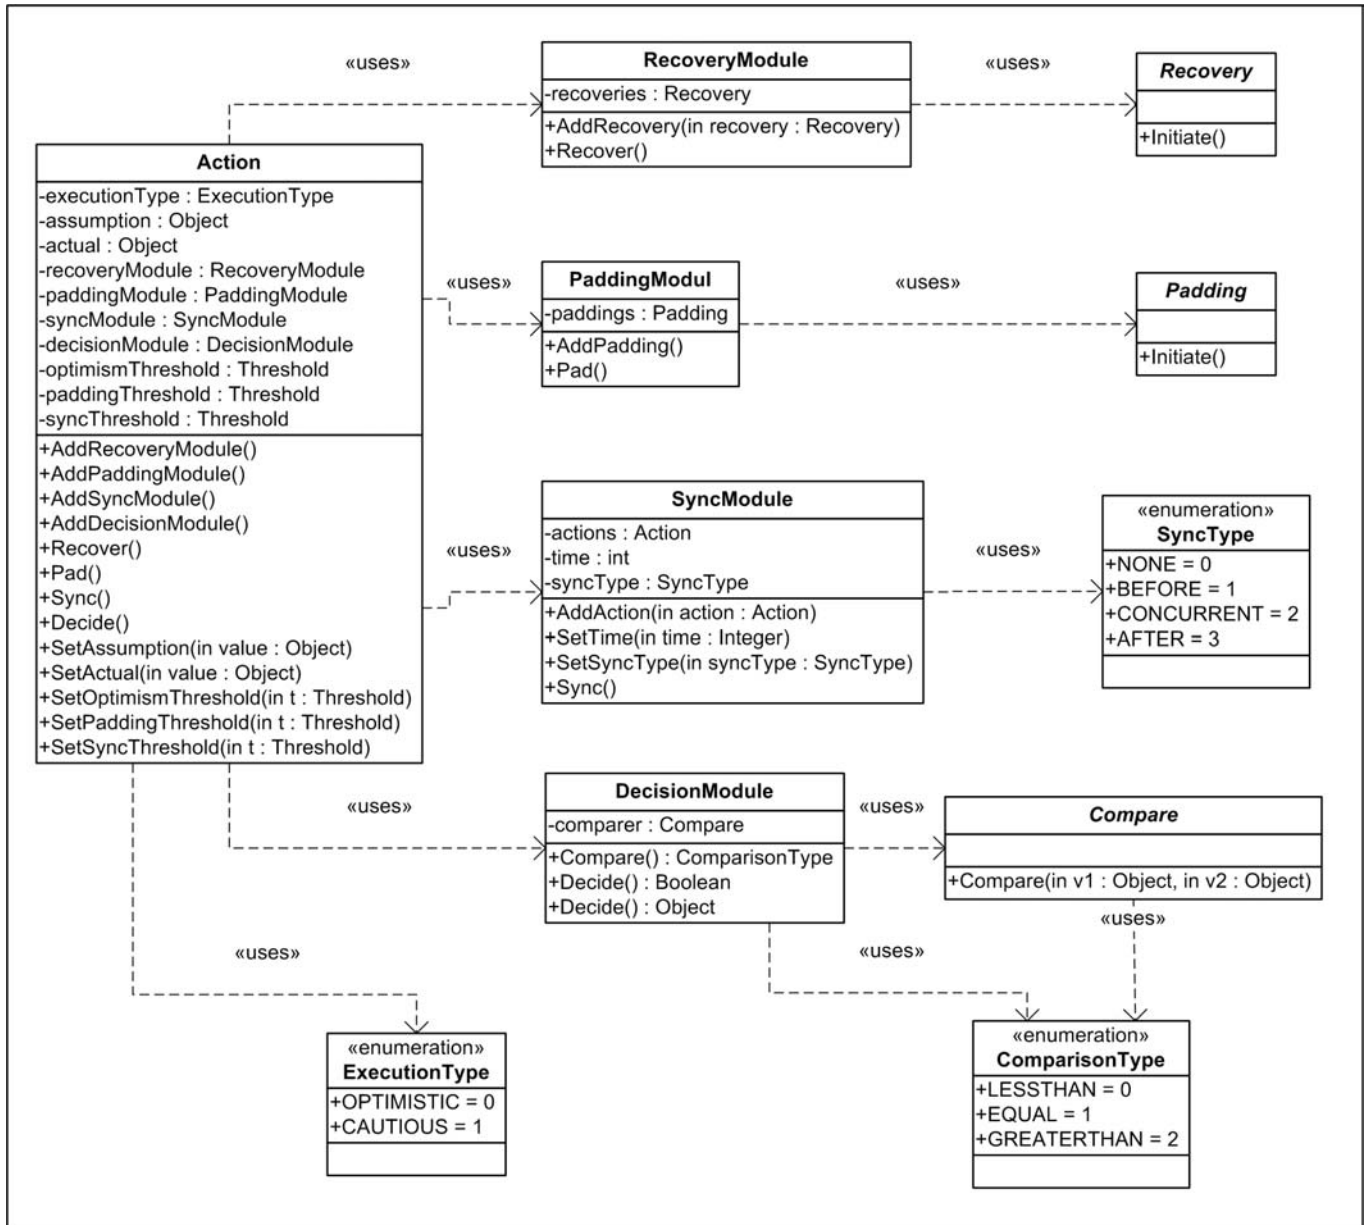 «uses»
RecoveryModule
-recoveries : Recovery
+AddRecovery(in recovery : Recovery)
+Recover()
«uses»
Recovery
+Initiate()
Action
-executionType : ExecutionType
-assumption : Object
-actual : Object
-recoveryModule : RecoveryModule
-paddingModule : PaddingModule
-syncModule : SyncModule
-decisionModule : DecisionModule
-optimismThreshold : Threshold
-paddingThreshold : Threshold
-syncThreshold : Threshold
+AddRecoveryModule()
+AddPaddingModule()
+AddSyncModule()
+AddDecisionModule()
+Recover()
+Pad()
+Sync()
+Decide()
+SetAssumption(in value : Object)
+SetActual(in value : Object)
+SetOptimismThreshold(in t : Threshold)
+SetPaddingThreshold(in t : Threshold)
+SetSyncThreshold(in t : Threshold)
«uses»
PaddingModul
-paddings : Padding
+AddPadding()
+Pad()
«uses»
Padding
+Initiate()
«uses»
SyncModule
-actions : Action
-time : int
-syncType : SyncType
+AddAction(in action : Action)
+SetTime(in time : Integer)
+SetSyncType(in syncType : SyncType)
+Sync()
«uses»
«enumeration»
SyncType
+NONE = 0
+BEFORE = 1
+CONCURRENT = 2
+AFTER = 3
«uses»
DecisionModule
-comparer : Compare
+Compare() : ComparisonType
+Decide() : Boolean
+Decide() : Object
«uses»
Compare
+Compare(in v1 : Object, in v2 : Object)
«uses»
«uses»
«uses»
«enumeration»
ExecutionType
+OPTIMISTIC = 0
+CAUTIOUS = 1
«enumeration»
ComparisonType
+LESSTHAN = 0
+EQUAL = 1
+GREATERTHAN = 2